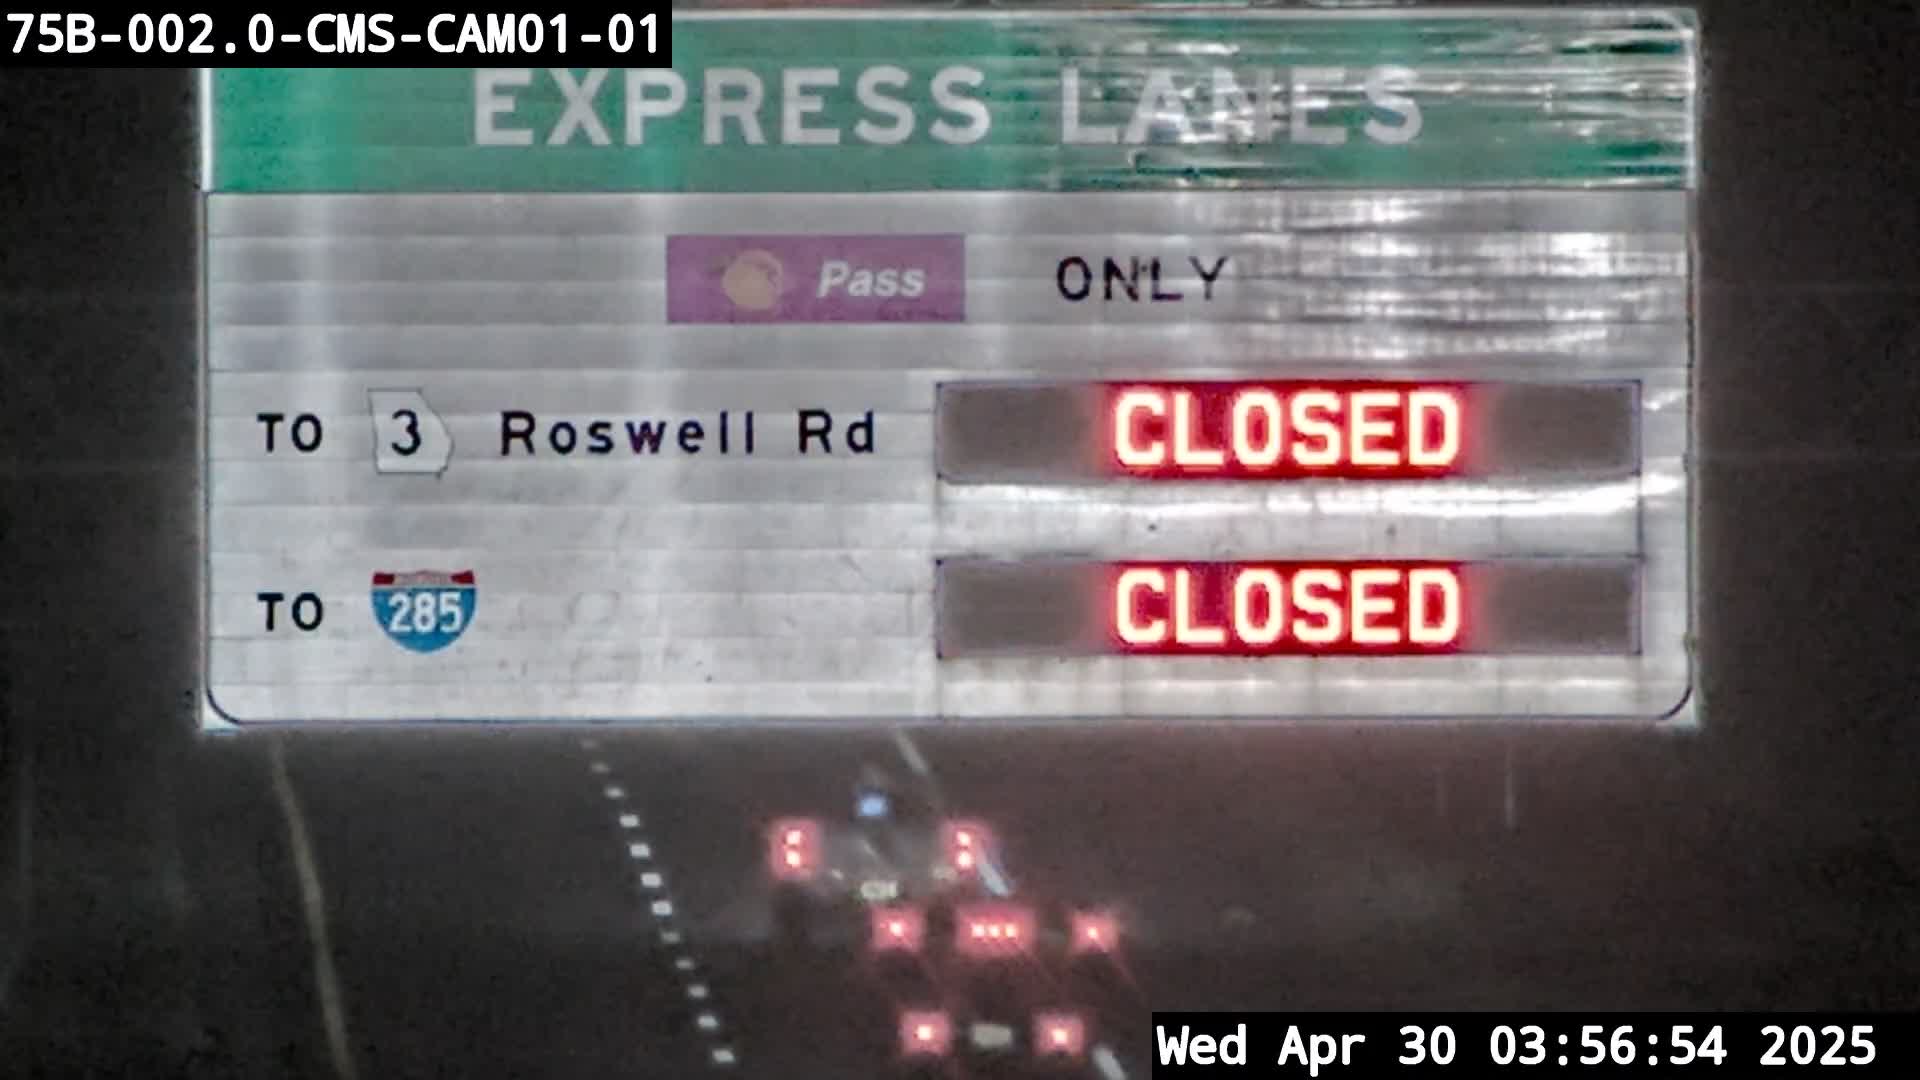 75B-002.0-CMS-CAM01-01
EXPRESS LANES
Pass ONLY
TO 3 Roswell Rd CLOSED
TO 285 CLOSED
Wed Apr 30 03:56:54 2025